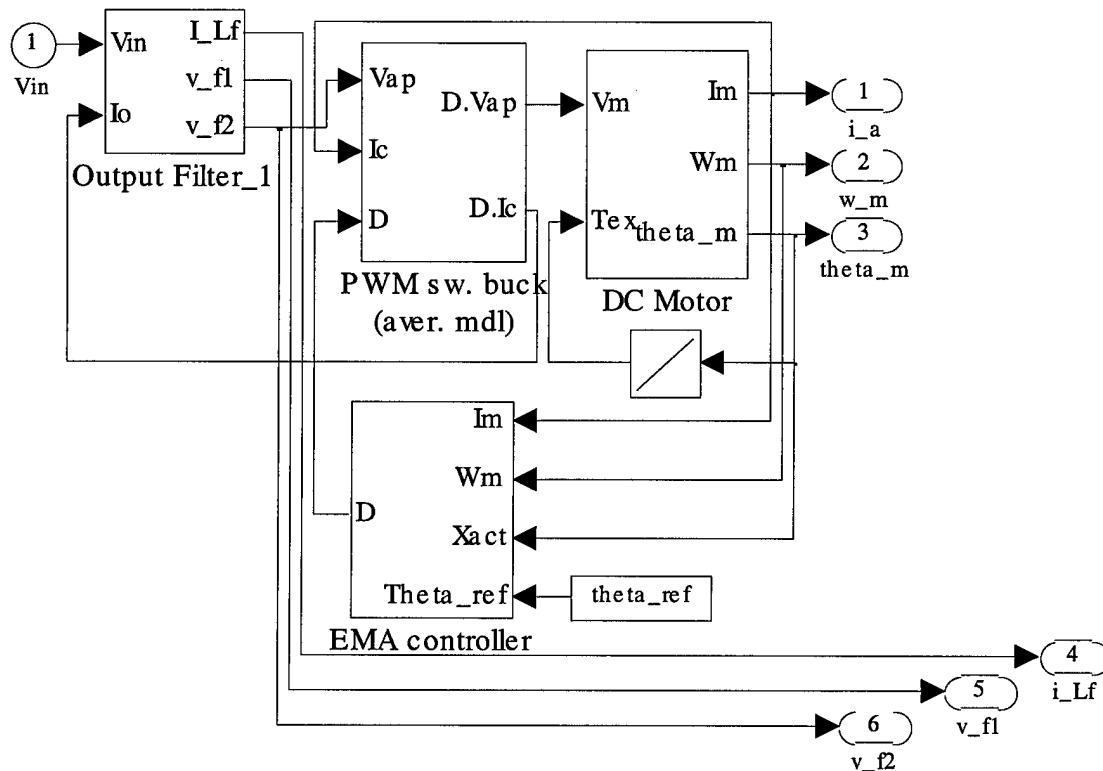 1
Vin
Vin
Io
I_Lf
v_f1
v_f2
Output Filter_1
Vap
Ic
D
D.Vap
D.Ic
PWM sw. buck
(aver. mdl)
Vm
Tex
Im
Wm
theta_m
DC Motor
1
i_a
2
w_m
3
theta_m
Im
Wm
D
Xact
Theta_ref
theta_ref
EMA controller
4
i_Lf
5
v_f1
6
v_f2